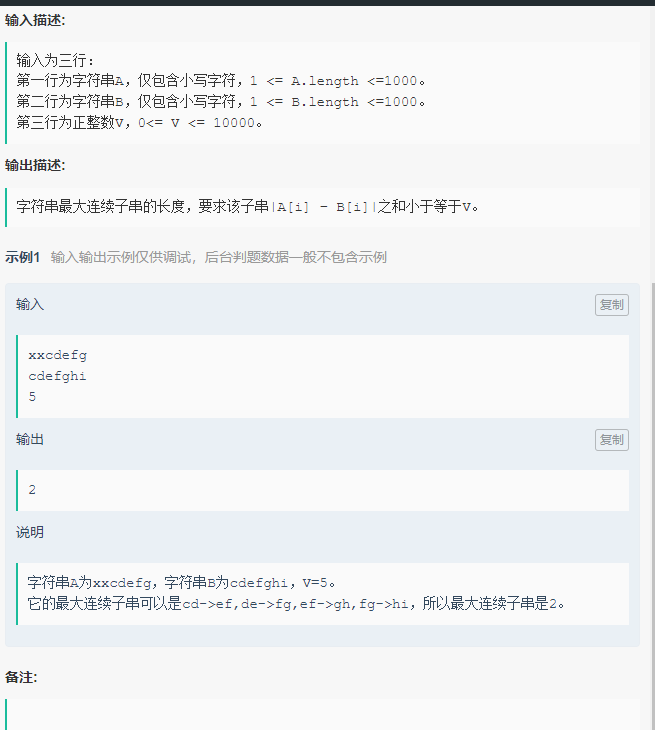 输入描述:
输入为三行:
第一行为字符串A，仅包含小写字符，1 <= A.length <=1000。
第二行为字符串B，仅包含小写字符，1 <= B.length <=1000。
第三行为正整数V，0<= V <= 10000。
输出描述:
字符串最大连续子串的长度，要求该子串|A[i] - B[i]|之和小于等于V。
示例1 输入输出示例仅供调试，后台判题数据一般不包含示例
输入 复制
xxcdefg
cdefghi
5
输出 复制
2
说明
字符串A为xxcdefg，字符串B为cdefghi，V=5。
它的最大连续子串可以是cd->ef,de->fg,ef->gh,fg->hi，所以最大连续子串是2。
备注: